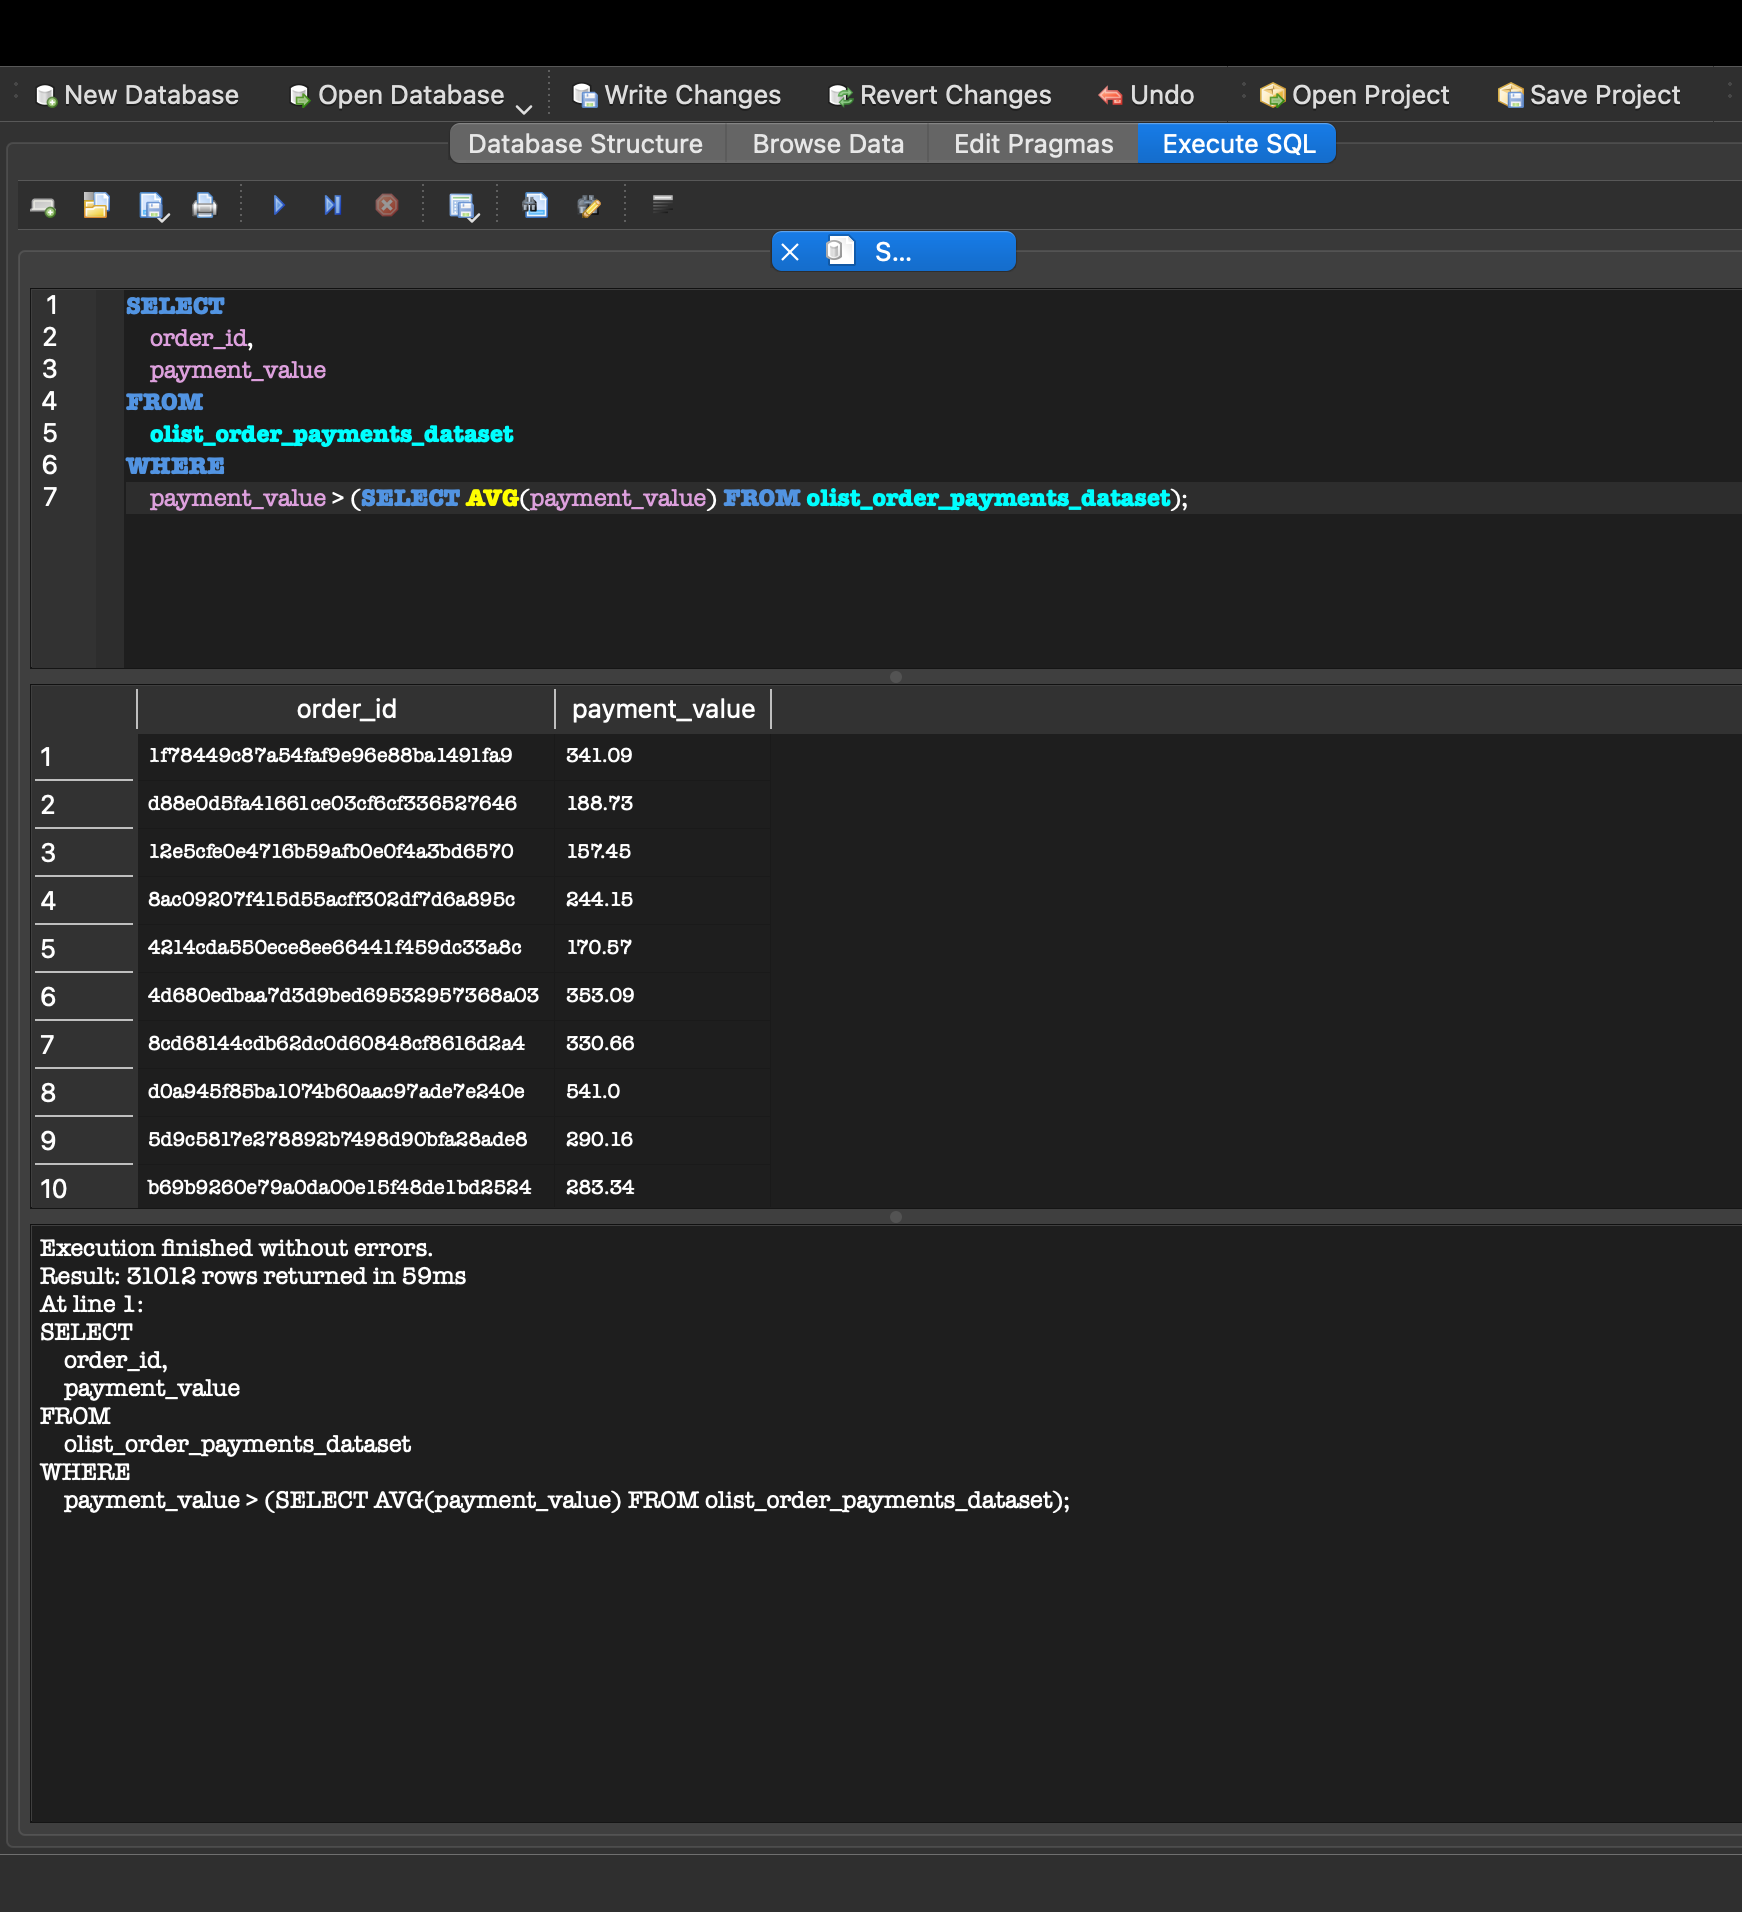 New Database Open Database Write Changes Revert Changes Undo Open Project Save Project
Database Structure Browse Data Edit Pragmas Execute SQL
S...
1 SELECT
2 order_id,
3 payment_value
4 FROM
5 olist_order_payments_dataset
6 WHERE
7 payment_value > (SELECT AVG(payment_value) FROM olist_order_payments_dataset);
order_id payment_value
1 1f78449c87a54faf9e96e88ba1491fa9 341.09
2 d88e0d5fa41661ce03cf6cf336527646 188.73
3 12e5cfe0e4716b59afb0e0f4a3bd6570 157.45
4 8ac09207f415d55acff302df7d6a895c 244.15
5 4214cda550ece8ee66441f459dc33a8c 170.57
6 4d680edbaa7d3d9bed69532957368a03 353.09
7 8cd68144cdb62dc0d60848cf8616d2a4 330.66
8 d0a945f85ba1074b60aac97ade7e240e 541.0
9 5d9c5817e278892b7498d90bfa28ade8 290.16
10 b69b9260e79a0da00e15f48de1bd2524 283.34
Execution finished without errors.
Result: 31012 rows returned in 59ms
At line 1:
SELECT
order_id,
payment_value
FROM
olist_order_payments_dataset
WHERE
payment_value > (SELECT AVG(payment_value) FROM olist_order_payments_dataset);